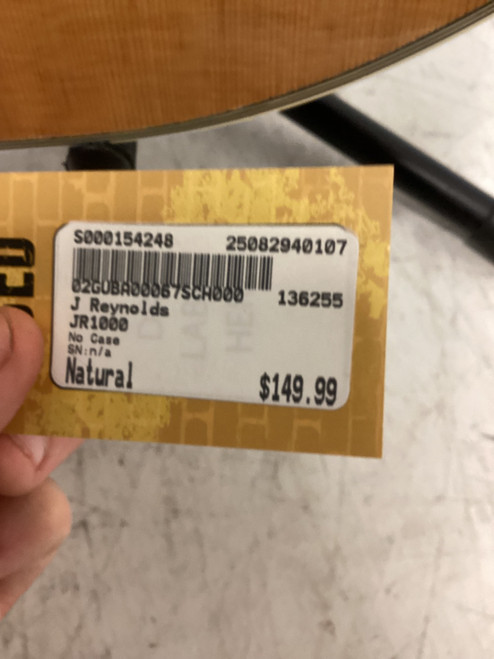 S000154248 25082940107
02GUBA00067SCH000 136255
J Reynolds
JR1000
No Case
SN:n/a
Natural $149.99